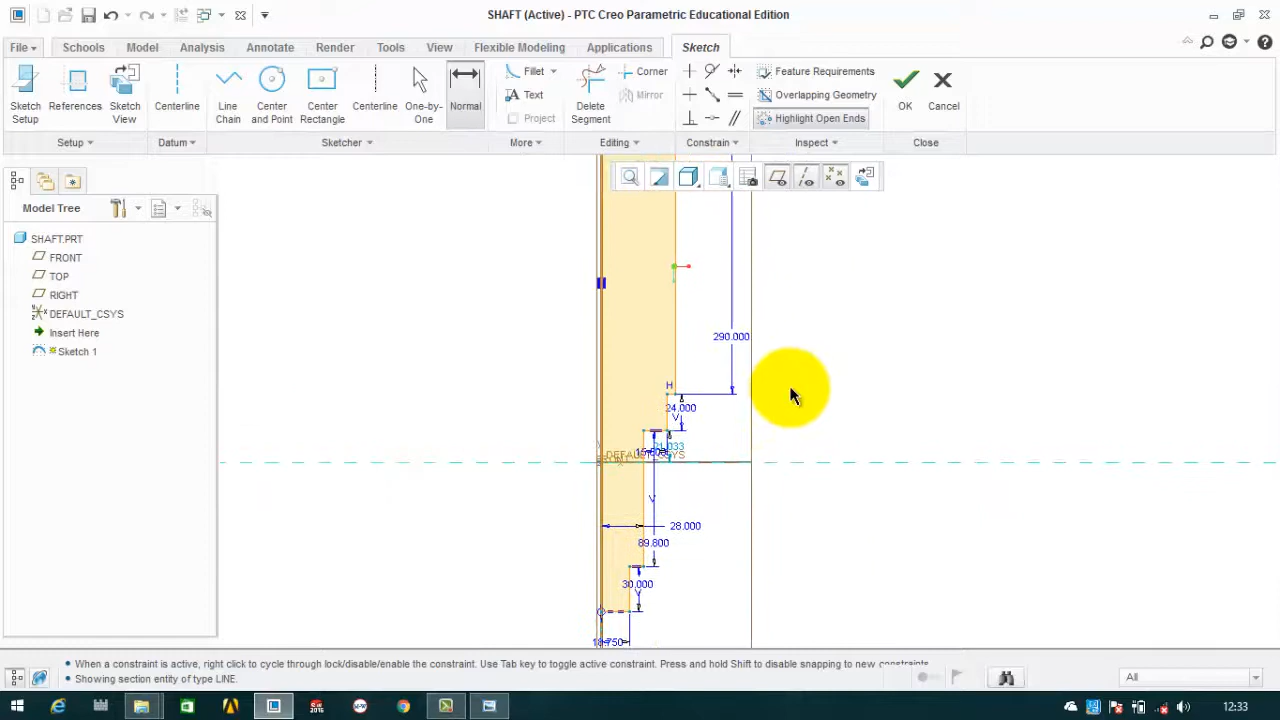 SHAFT (Active) - PTC Creo Parametric Educational Edition
File Schools Model Analysis Annotate Render Tools View Flexible Modeling Applications Sketch
Sketch Setup
References
Sketch View
Centerline
Line Chain
Center and Point
Center Rectangle
Centerline
One-by-One
Normal
Fillet
Text
Project
Delete Segment
Corner
Mirror
Feature Requirements
Overlapping Geometry
Highlight Open Ends
OK
Cancel
Setup Datum Sketcher More Editing Constrain Inspect Close
Model Tree
SHAFT.PRT
FRONT
TOP
RIGHT
DEFAULT_CSYS
Insert Here
Sketch 1
290.000
H
24.000
V
DEFAULT_CSYS
V
28.000
89.800
30.000
V
18.750
When a constraint is active, right click to cycle through lock/disable/enable the constraint. Use Tab key to toggle active constraint. Press and hold Shift to disable snapping to new constraints.
Showing section entity of type LINE.
All
12:33